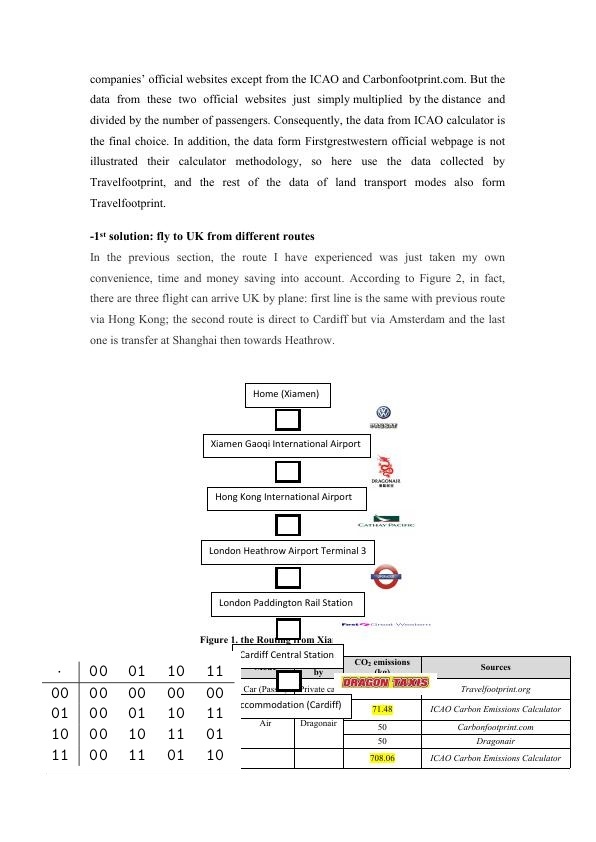 companies’ official websites except from the ICAO and Carbonfootprint.com. But the
data from these two official websites just simply multiplied by the distance and
divided by the number of passengers. Consequently, the data from ICAO calculator is
the final choice. In addition, the data form Firstgrestwestern official webpage is not
illustrated their calculator methodology, so here use the data collected by
Travelfootprint, and the rest of the data of land transport modes also form
Travelfootprint.
-1st solution: fly to UK from different routes
In the previous section, the route I have experienced was just taken my own
convenience, time and money saving into account. According to Figure 2, in fact,
there are three flight can arrive UK by plane: first line is the same with previous route
via Hong Kong; the second route is direct to Cardiff but via Amsterdam and the last
one is transfer at Shanghai then towards Heathrow.
Home (Xiamen)
PASSAT
Xiamen Gaoqi International Airport
DRAGONAIR
Hong Kong International Airport
CATHAY PACIFIC
London Heathrow Airport Terminal 3
London Paddington Rail Station
First Great Western
Figure 1. the Routing from Xia
Cardiff Central Station
by CO2 emissions (kg) Sources
Car Private ca DRAGON TAXIS Travelfootprint.org
ccommodation (Cardiff)
71.48 ICAO Carbon Emissions Calculator
Air Dragonair 50 Carbonfootprint.com
50 Dragonair
708.06 ICAO Carbon Emissions Calculator
· 00 01 10 11
00 00 00 00 00
01 00 01 10 11
10 00 10 11 01
11 00 11 01 10